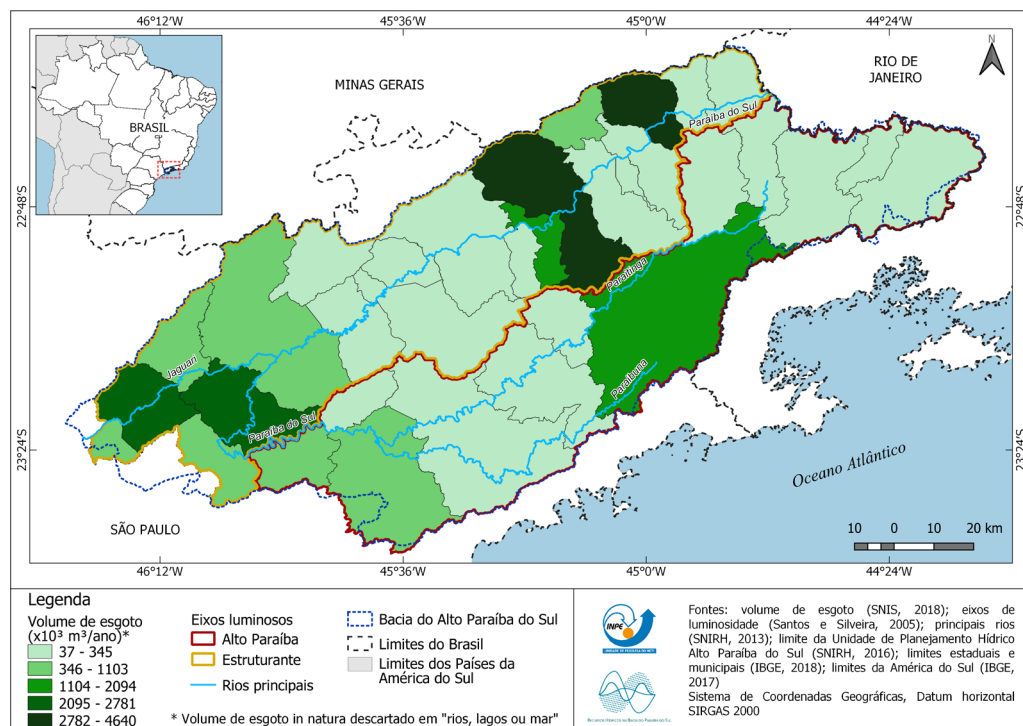 46°12'W
45°36'W
45°0'W
44°24'W
BRASIL
MINAS GERAIS
RIO DE
JANEIRO
N
Paraíba do Sul
22°48'S
22°48'S
Paraitinga
Jaguari
Paraibuna
Paraíba do Sul
23°24'S
23°24'S
Oceano Atlântico
SÃO PAULO
10 0 10 20 km
46°12'W
45°36'W
45°0'W
44°24'W
Legenda
Volume de esgoto
(x10³ m³/ano)*
37 - 345
346 - 1103
1104 - 2094
2095 - 2781
2782 - 4640
Eixos luminosos
Alto Paraíba
Estruturante
Rios principais
Bacia do Alto Paraíba do Sul
Limites do Brasil
Limites dos Países da
América do Sul
* Volume de esgoto in natura descartado em "rios, lagos ou mar"
INPE
Fontes: volume de esgoto (SNIS, 2018); eixos de
luminosidade (Santos e Silveira, 2005); principais rios
(SNIRH, 2013); limite da Unidade de Planejamento Hídrico
Alto Paraíba do Sul (SNIRH, 2016); limites estaduais e
municipais (IBGE, 2018); limites da América do Sul (IBGE,
2017)
Sistema de Coordenadas Geográficas, Datum horizontal
SIRGAS 2000